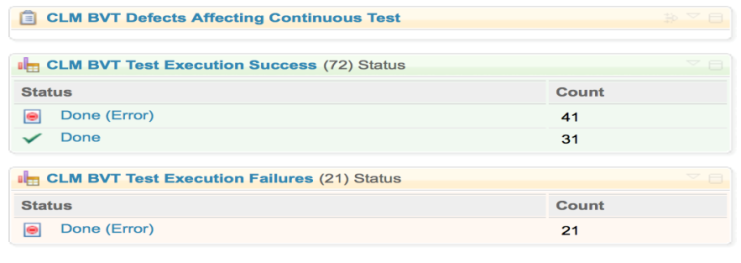 CLM BVT Defects Affecting Continuous Test
CLM BVT Test Execution Success (72) Status
Status Count
Done (Error) 41
Done 31
CLM BVT Test Execution Failures (21) Status
Status Count
Done (Error) 21